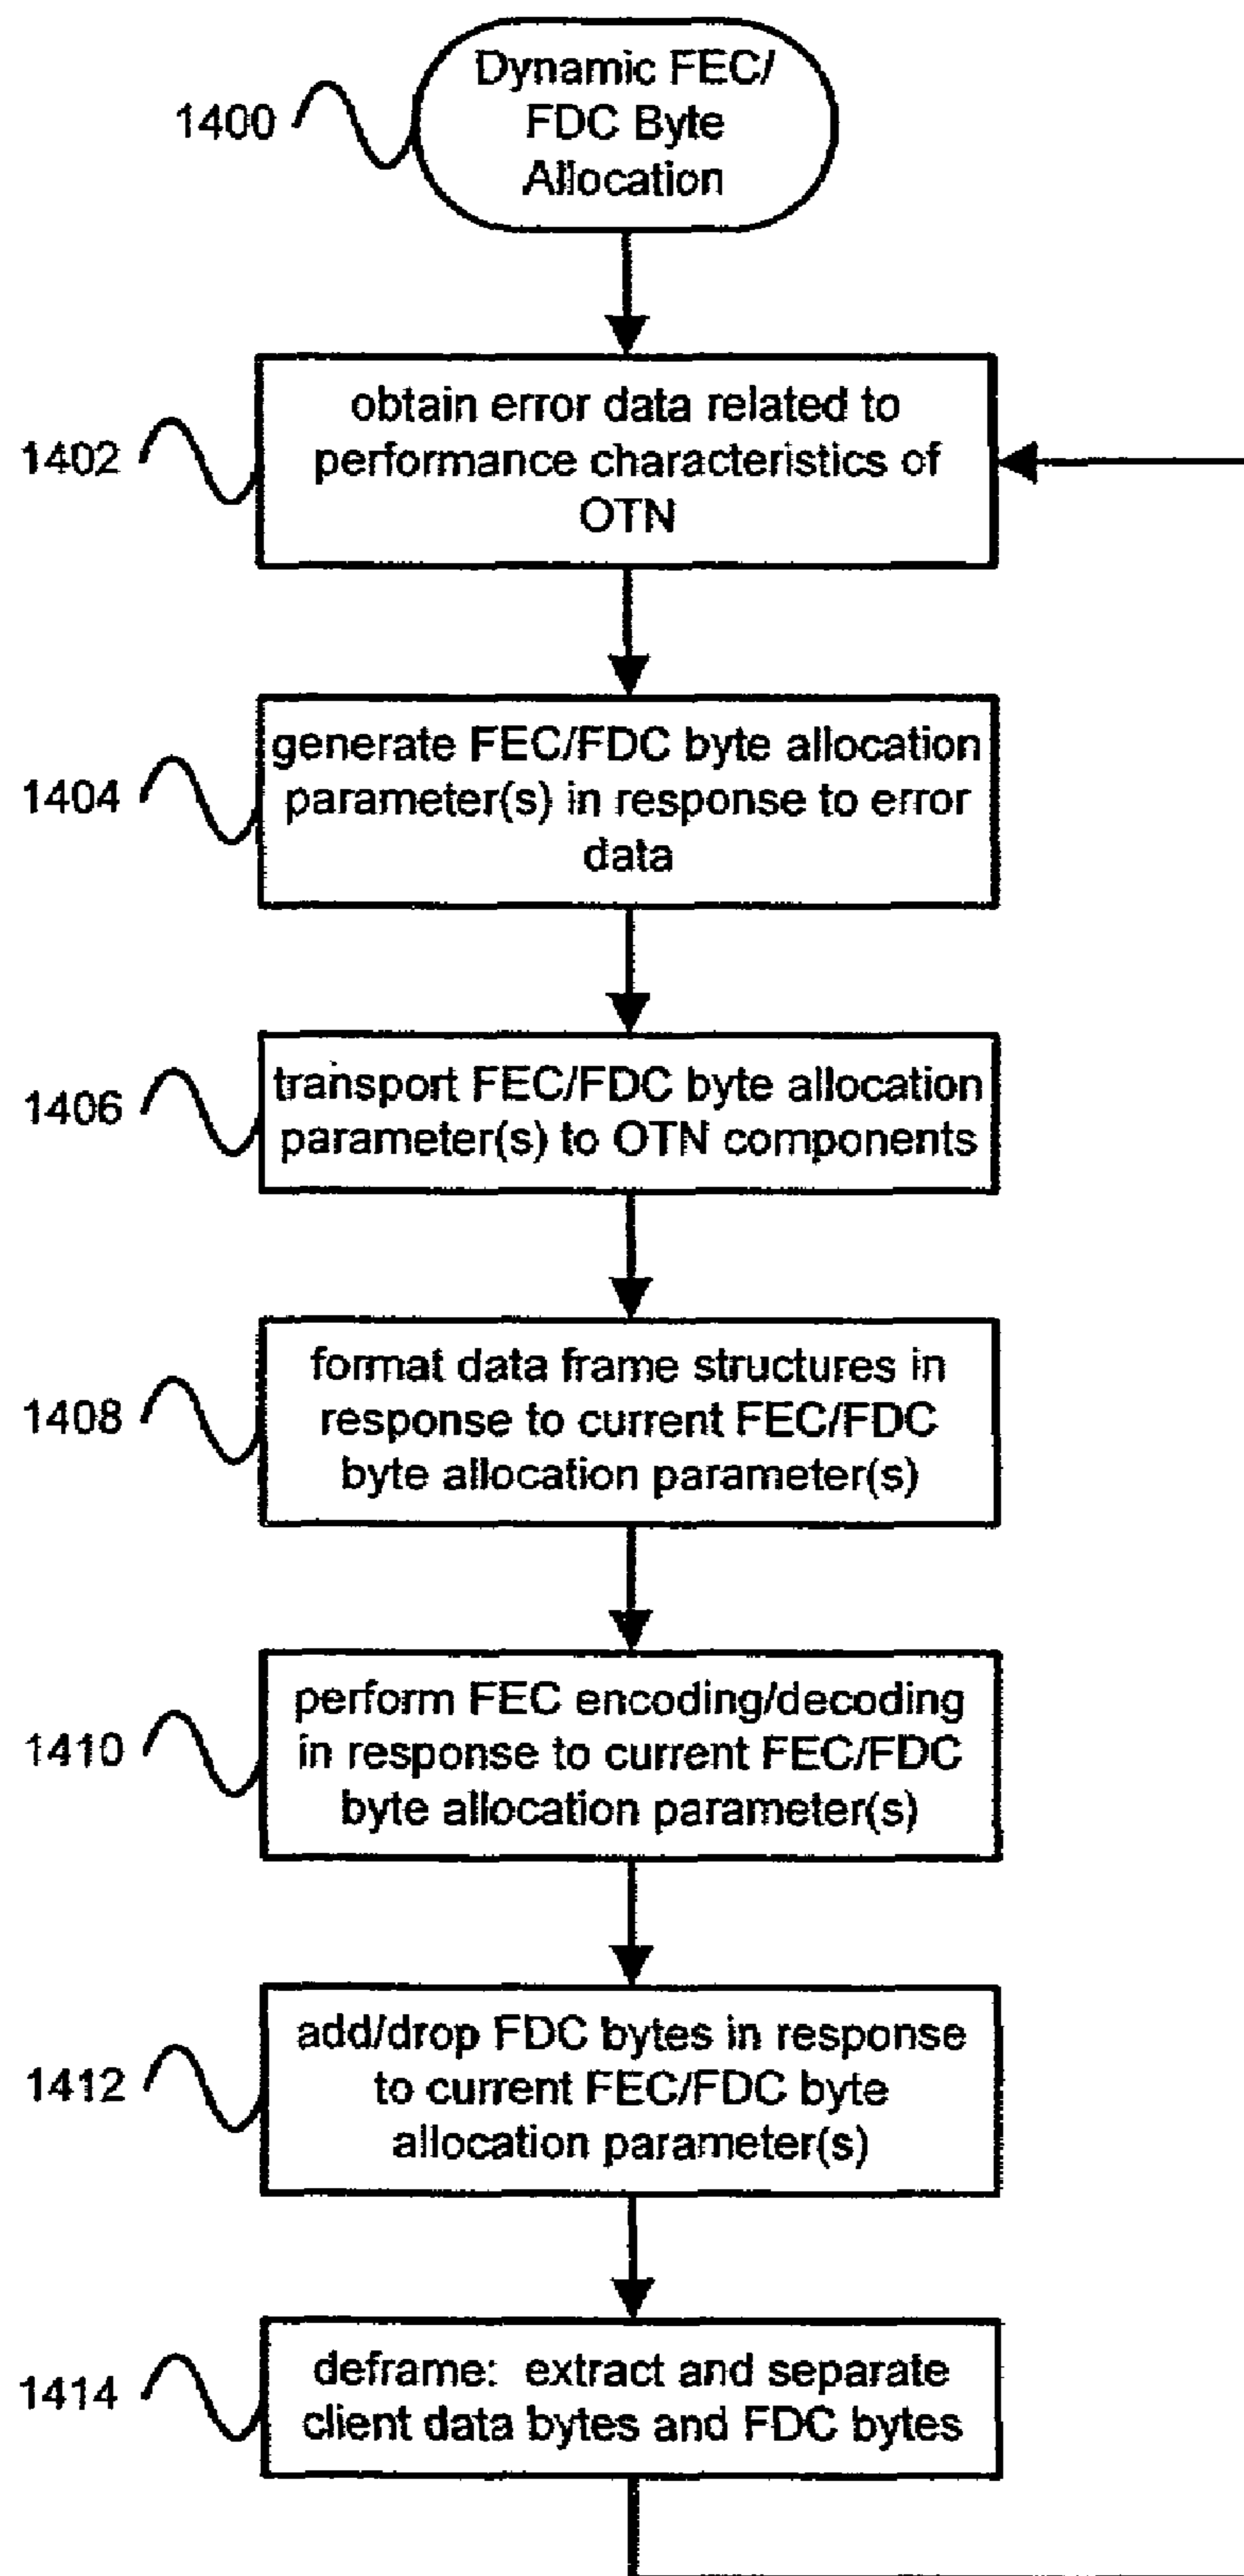 1400
Dynamic FEC/
FDC Byte
Allocation
1402
obtain error data related to
performance characteristics of
OTN
1404
generate FEC/FDC byte allocation
parameter(s) in response to error
data
1406
transport FEC/FDC byte allocation
parameter(s) to OTN components
1408
format data frame structures in
response to current FEC/FDC
byte allocation parameter(s)
1410
perform FEC encoding/decoding
in response to current FEC/FDC
byte allocation parameter(s)
1412
add/drop FDC bytes in response
to current FEC/FDC byte
allocation parameter(s)
1414
deframe: extract and separate
client data bytes and FDC bytes